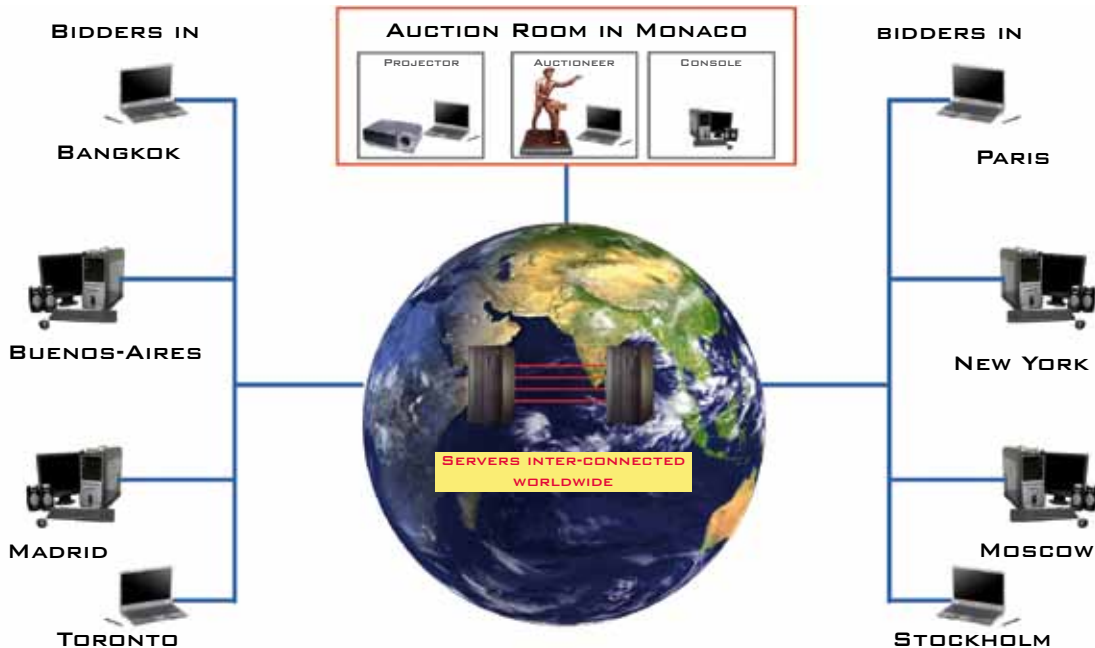 Bidders in
Auction Room in Monaco
bidders in
Projector
Auctioneer
Console
Bangkok
Paris
Buenos-Aires
New York
Servers inter-connected
worldwide
Madrid
Moscow
Toronto
Stockholm